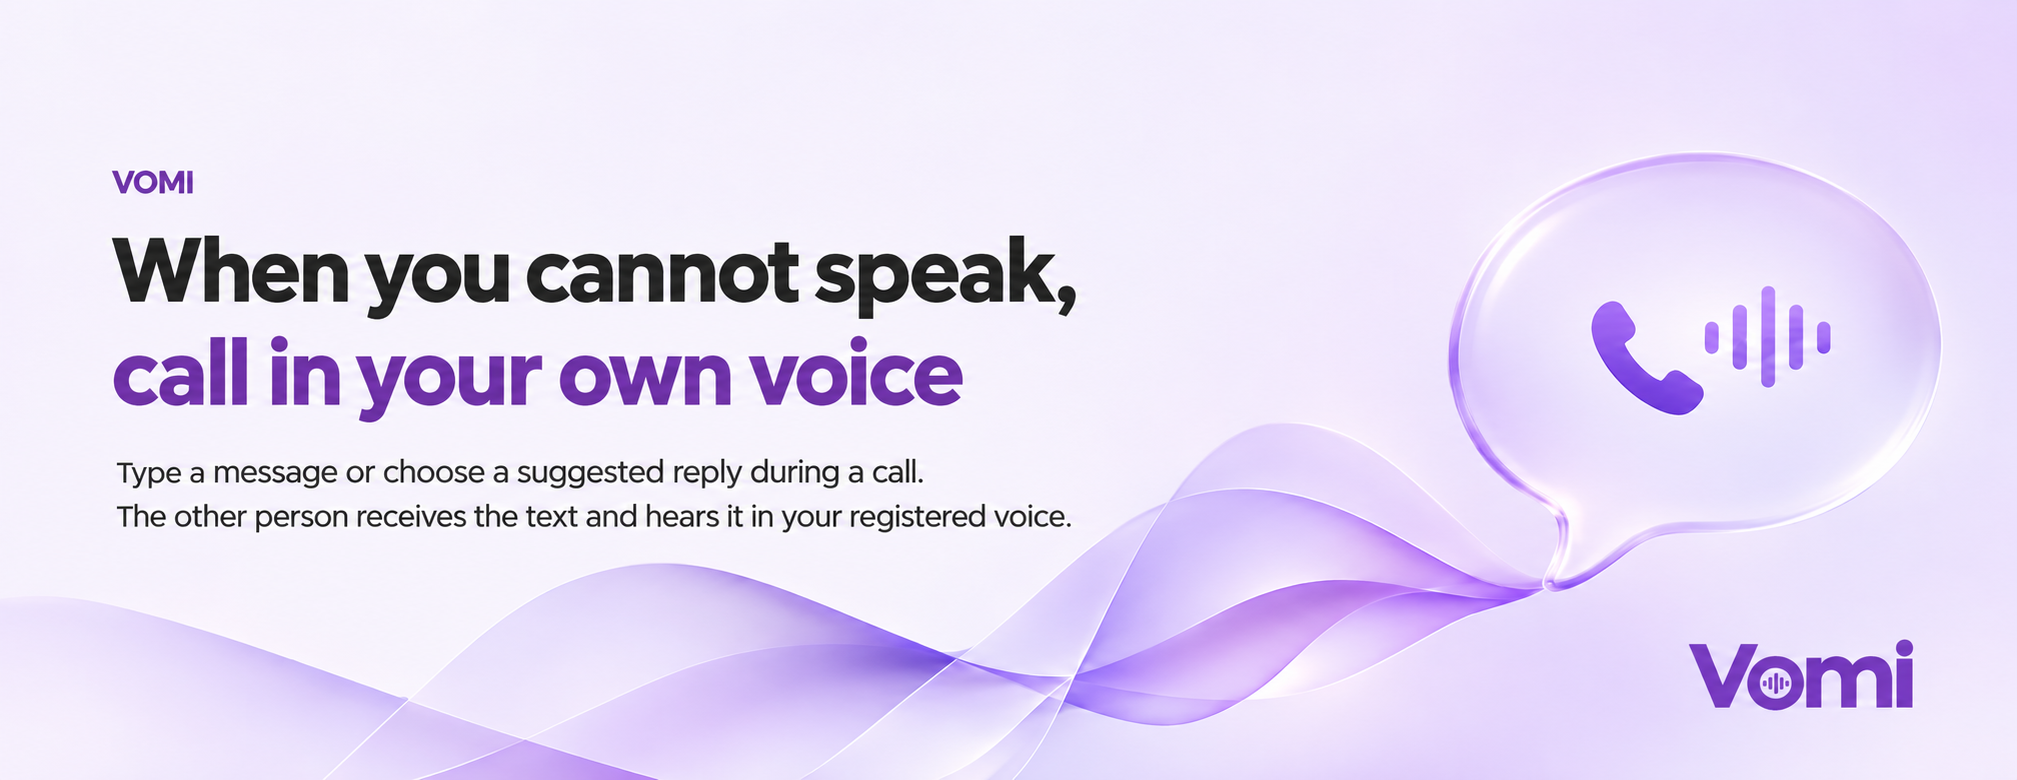 VOMI
When you cannot speak,
call in your own voice
Type a message or choose a suggested reply during a call.
The other person receives the text and hears it in your registered voice.
Vomi